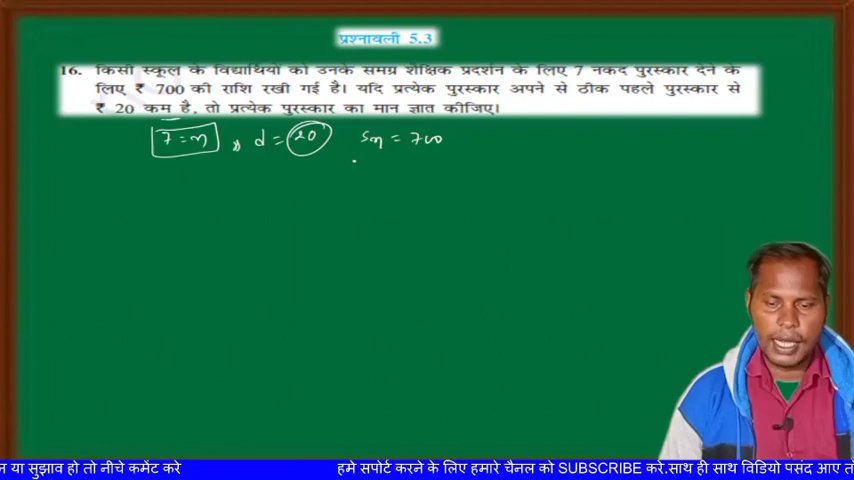 प्रश्नावली 5.3
16. किसी स्कूल के विद्यार्थियों को उनके समग्र शैक्षिक प्रदर्शन के लिए 7 नकद पुरस्कार देने के
लिए ₹ 700 की राशि रखी गई है। यदि प्रत्येक पुरस्कार अपने से ठीक पहले पुरस्कार से
₹ 20 कम है, तो प्रत्येक पुरस्कार का मान ज्ञात कीजिए।
7 = n , d = 20 Sn = 700
न या सुझाव हो तो नीचे कमेंट करे हमे सपोर्ट करने के लिए हमारे चैनल को SUBSCRIBE करे.साथ ही साथ विडियो पसंद आए तो